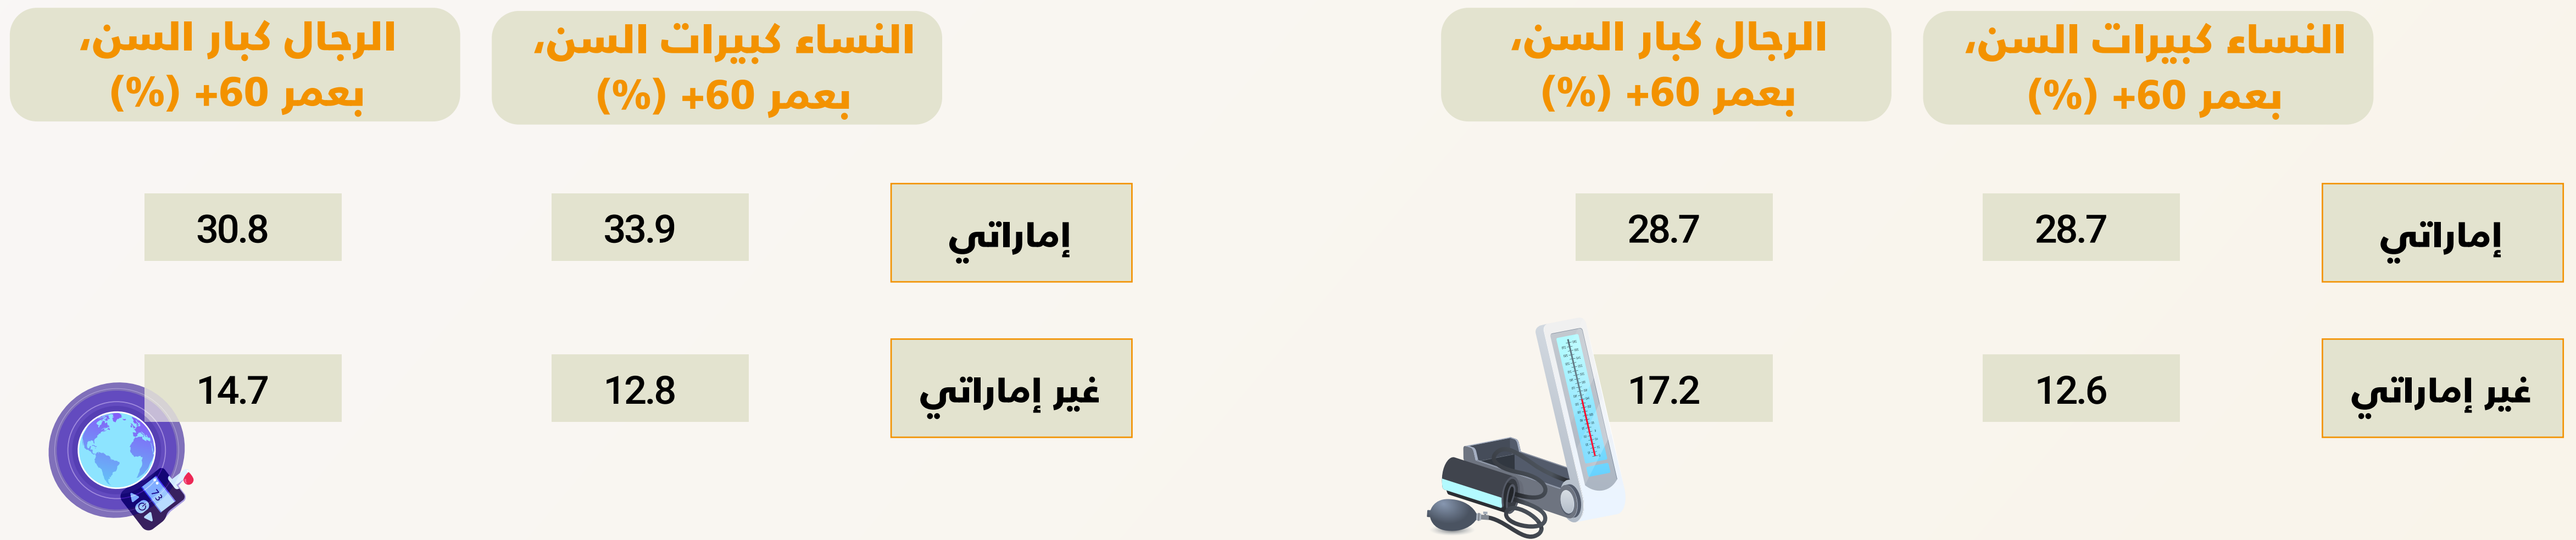 النساء كبيرات السن،
بعمر 60+ (%)
الرجال كبار السن،
بعمر 60+ (%)
إماراتي
28.7
28.7
غير إماراتي
12.6
17.2
النساء كبيرات السن،
بعمر 60+ (%)
الرجال كبار السن،
بعمر 60+ (%)
إماراتي
33.9
30.8
غير إماراتي
12.8
14.7
73